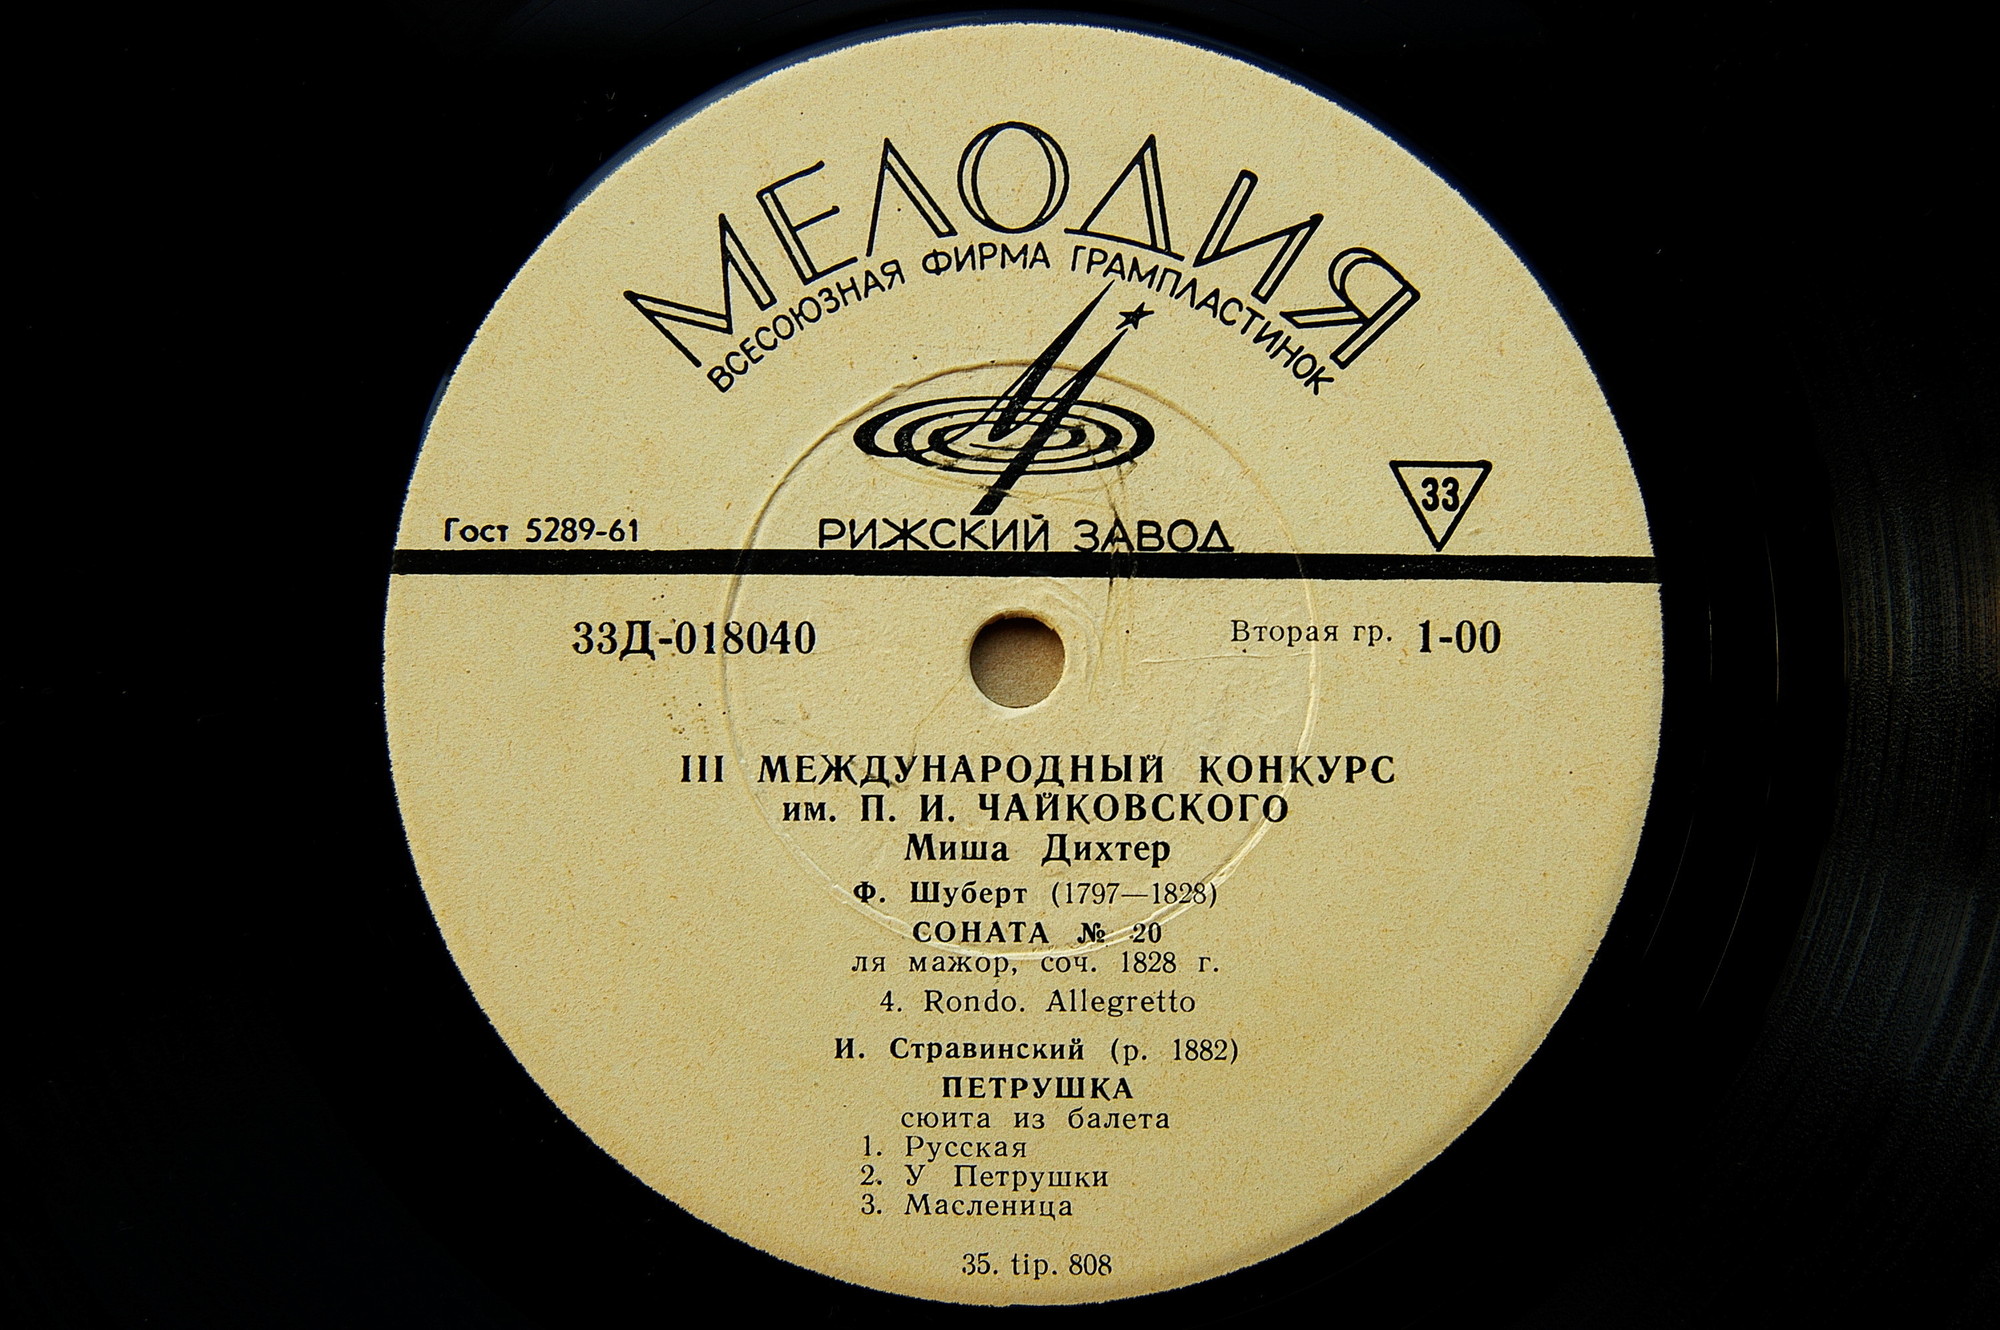 МЕЛОДИЯ
ВСЕСОЮЗНАЯ ФИРМА ГРАМПЛАСТИНОК
33
Гост 5289-61
РИЖСКИЙ ЗАВОД
33Д-018040
Вторая гр. 1-00
III МЕЖДУНАРОДНЫЙ КОНКУРС
им. П. И. ЧАЙКОВСКОГО
Миша Дихтер
Ф. Шуберт (1797—1828)
СОНАТА № 20
ля мажор, соч. 1828 г.
4. Rondo. Allegretto
И. Стравинский (р. 1882)
ПЕТРУШКА
сюита из балета
1. Русская
2. У Петрушки
3. Масленица
35. tip. 808